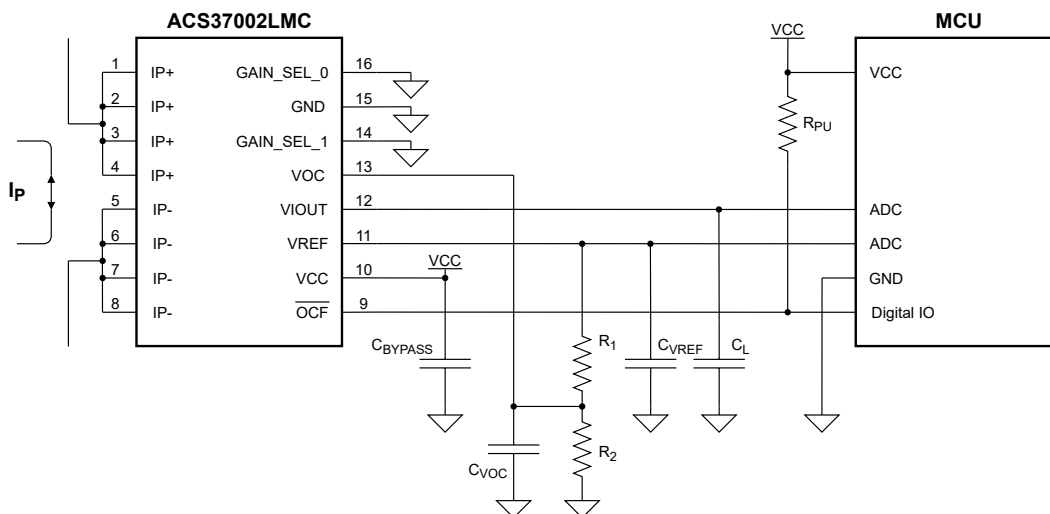 ACS37002LMC
MCU
1 IP+ GAIN_SEL_0 16
2 IP+ GND 15
3 IP+ GAIN_SEL_1 14
4 IP+ VOC 13
5 IP- VIOUT 12
6 IP- VREF 11
7 IP- VCC 10
8 IP- OCF 9
IP
VCC
VCC
RPU
VCC
ADC
ADC
GND
Digital IO
CBYPASS
R1
CVREF
CL
CVOC
R2